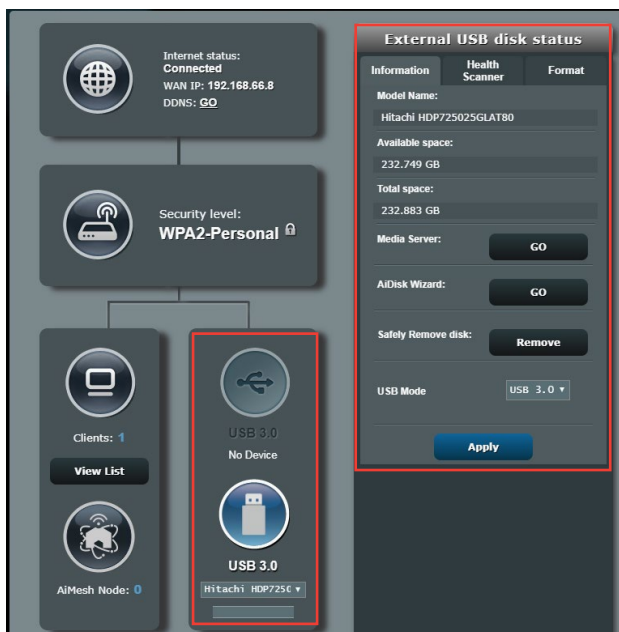 Internet status:
Connected
WAN IP: 192.168.66.8
DDNS: GO
Security level:
WPA2-Personal
Clients: 1
View List
AiMesh Node: 0
USB 3.0
No Device
USB 3.0
Hitachi HDP725C
External USB disk status
Information
Health
Scanner
Format
Model Name:
Hitachi HDP725025GLAT80
Available space:
232.749 GB
Total space:
232.883 GB
Media Server:
GO
AiDisk Wizard:
GO
Safely Remove disk:
Remove
USB Mode
USB 3.0
Apply